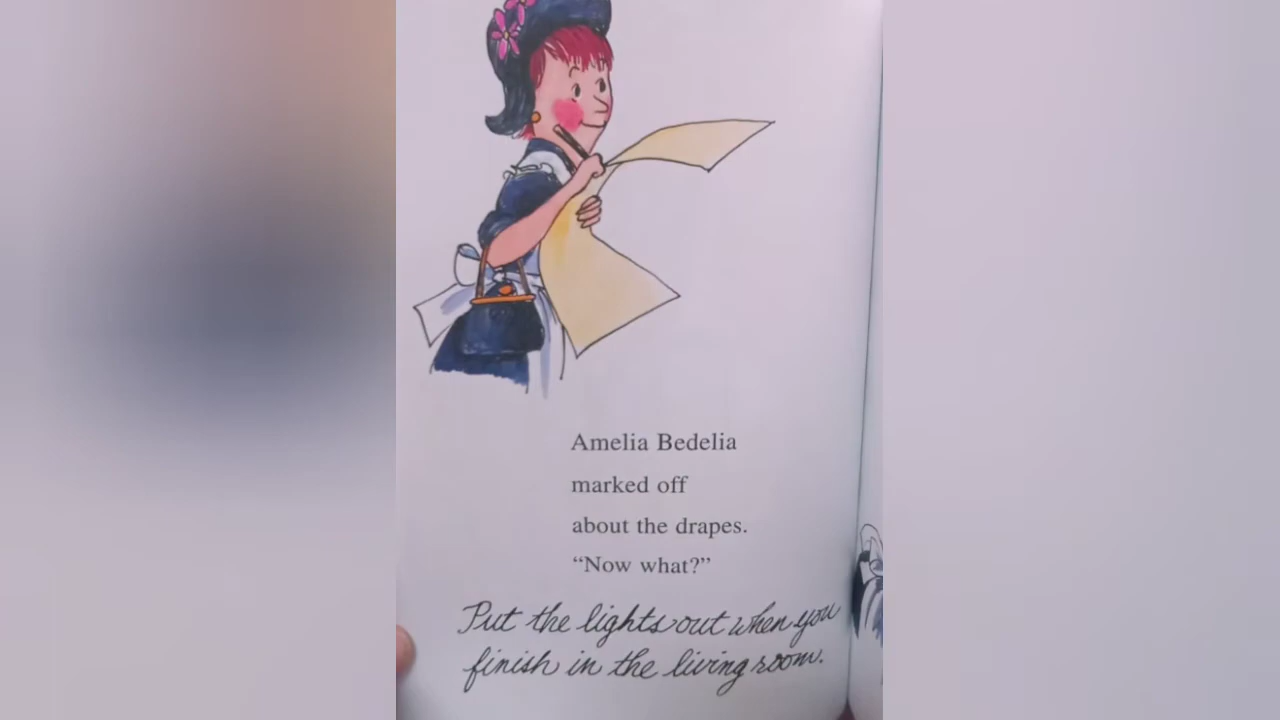 Amelia Bedelia
marked off
about the drapes.
“Now what?”
Put the lights out when you
finish in the living room.